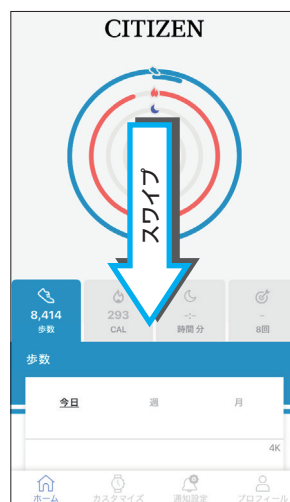 CITIZEN
スワイプ
8,414
歩数
293
CAL
-:-
時間 分
-
8回
歩数
今日 週 月
4K
ホーム カスタマイズ 通知設定 プロフィール